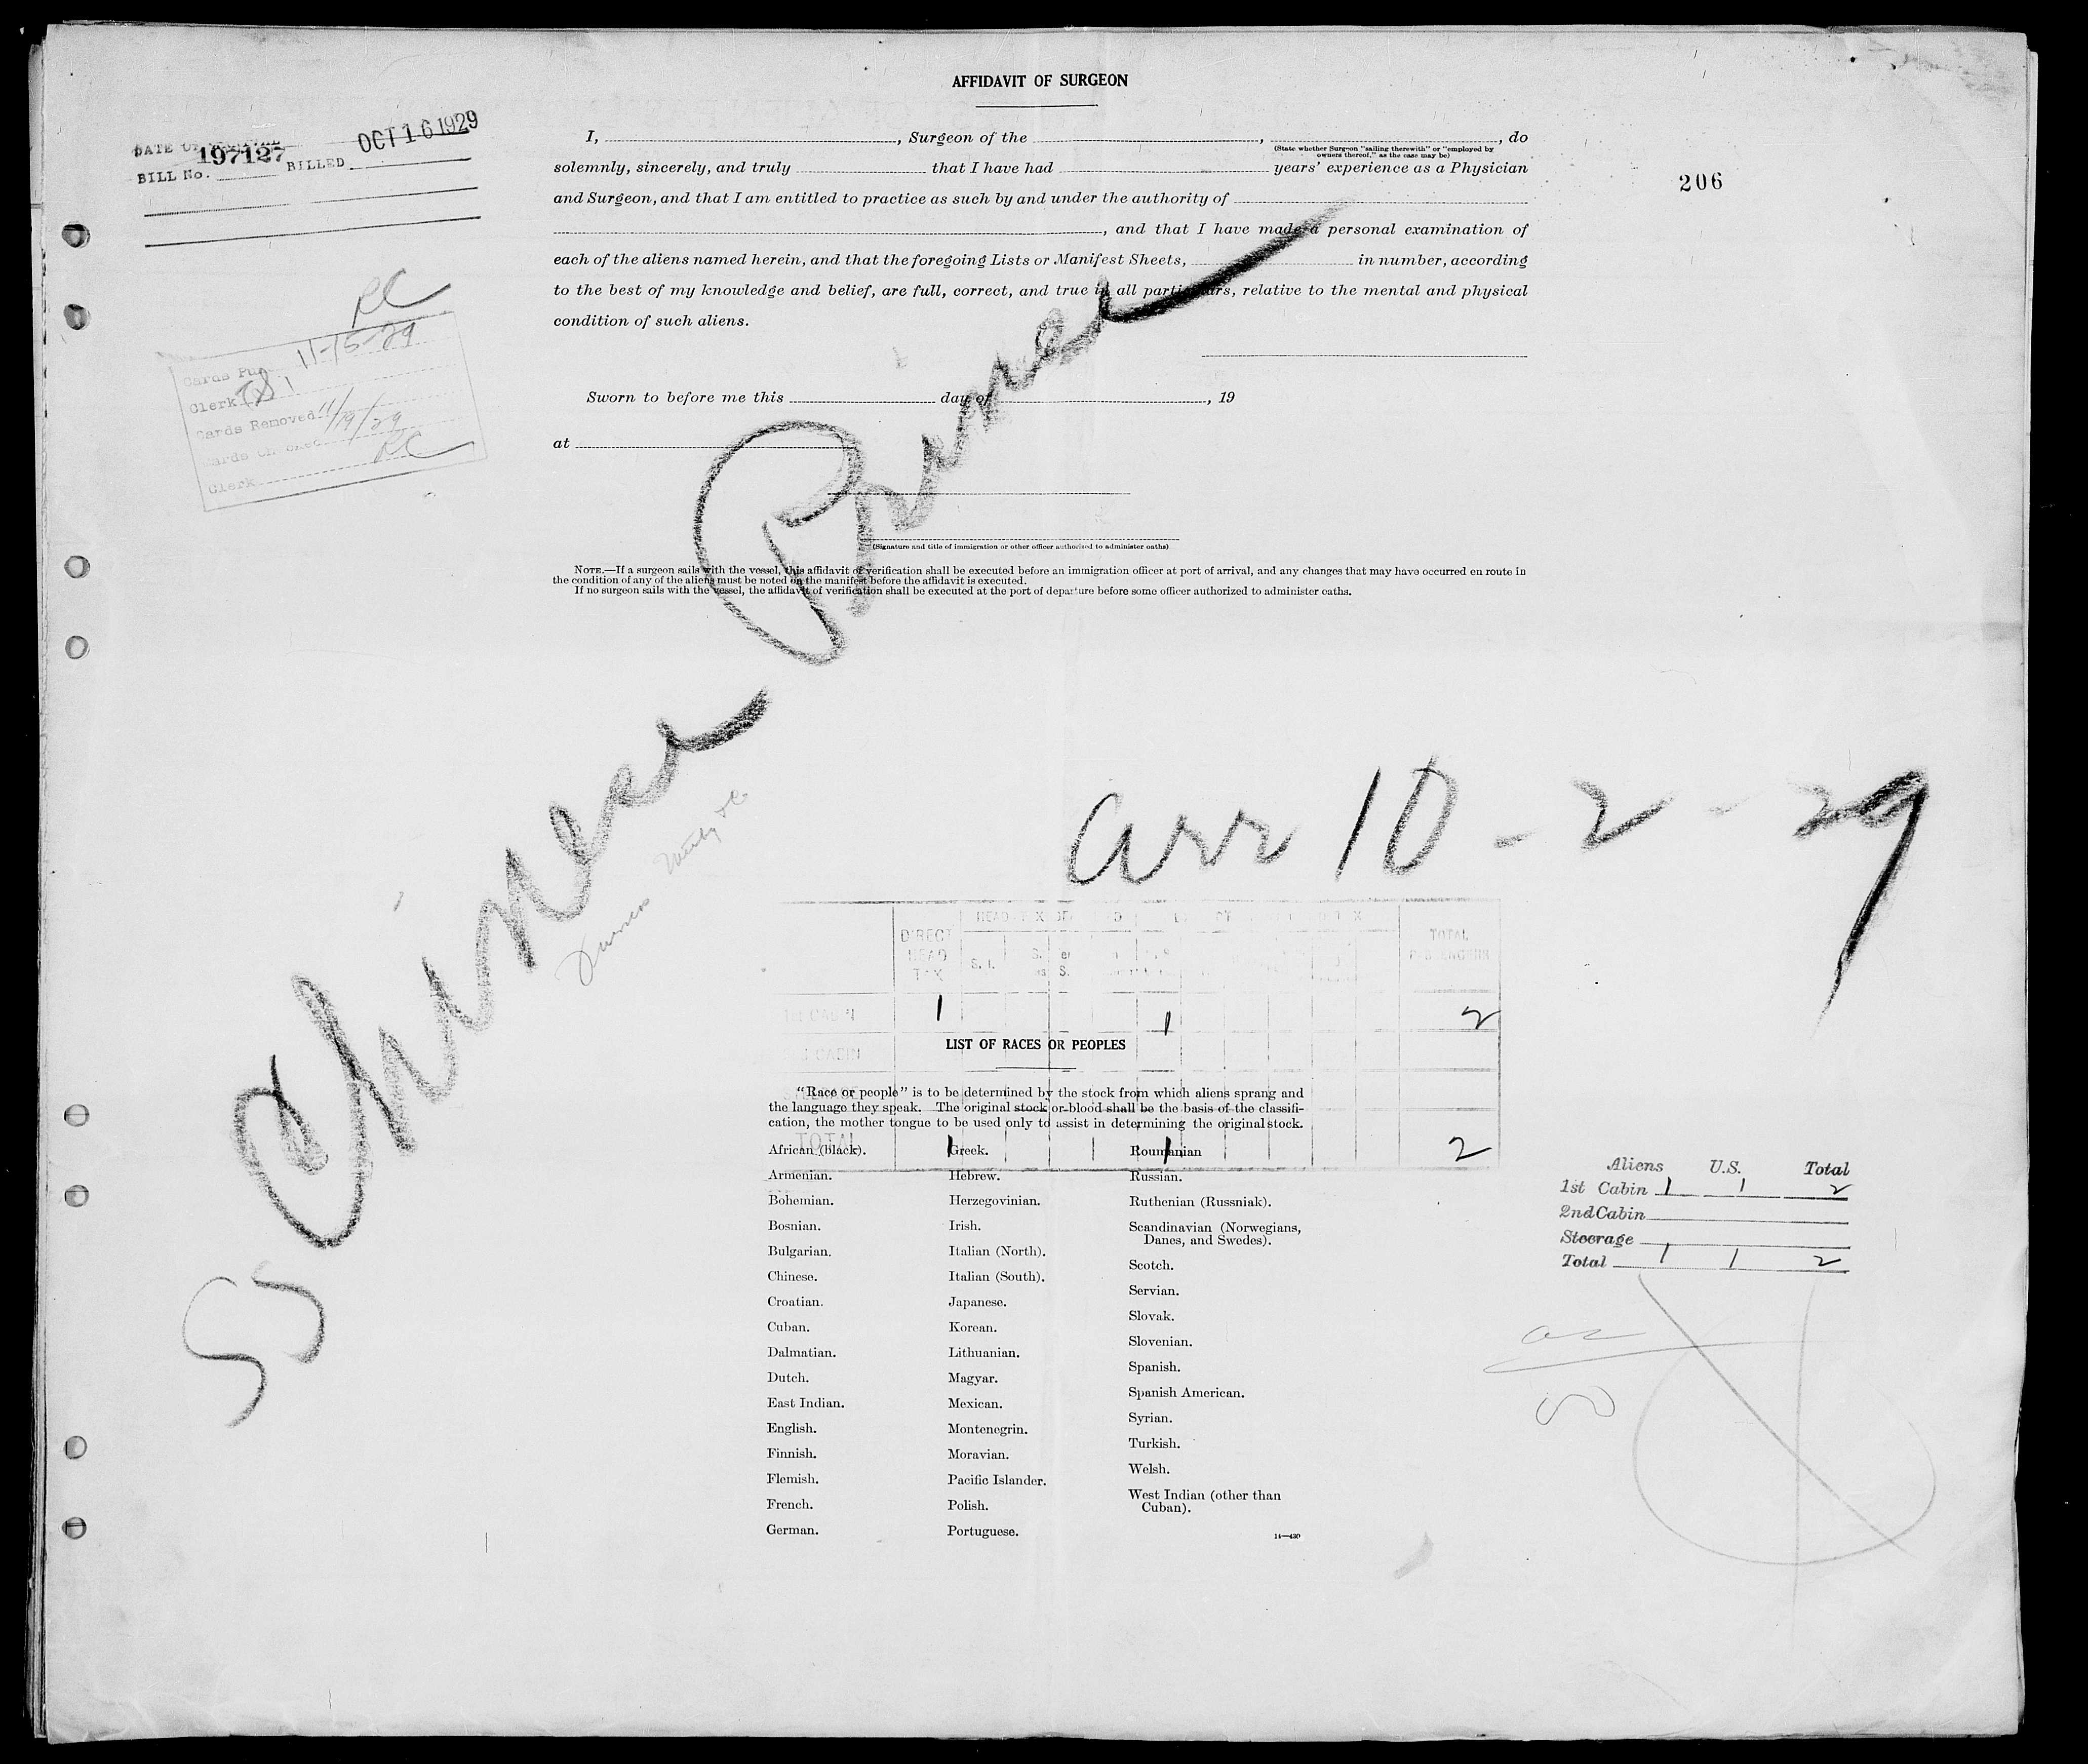 AFFIDAVIT OF SURGEON
DATE OF
197127
BILL No. BILLED
OCT 16 1929
206
I, , Surgeon of the , , do
(State whether Surgeon "sailing therewith" or "employed by
owners thereof," as the case may be)
solemnly, sincerely, and truly that I have had years' experience as a Physician
and Surgeon, and that I am entitled to practice as such by and under the authority of
, and that I have made a personal examination of
each of the aliens named herein, and that the foregoing Lists or Manifest Sheets, in number, according
to the best of my knowledge and belief, are full, correct, and true in all particulars, relative to the mental and physical
condition of such aliens.
Sworn to before me this day of , 19
at
(Signature and title of immigration or other officer authorized to administer oaths)
NOTE.—If a surgeon sails with the vessel, this affidavit of verification shall be executed before an immigration officer at port of arrival, and any changes that may have occurred en route in
the condition of any of the aliens must be noted on the manifest before the affidavit is executed.
If no surgeon sails with the vessel, the affidavit of verification shall be executed at the port of departure before some officer authorized to administer oaths.
RC
Cards 11-15-29
Clerk
Cards Removed 11/19/29
RC
Clerk
SS Chinese Prince
arr 10-2-29
DIRECT HEAD TAX
S. I.
TOTAL
1st CABIN 1 1 2
CABIN
TOTAL 1 1 2
LIST OF RACES OR PEOPLES
"Race or people" is to be determined by the stock from which aliens sprang and
the language they speak. The original stock or blood shall be the basis of the classifi-
cation, the mother tongue to be used only to assist in determining the original stock.
African (black).
Armenian.
Bohemian.
Bosnian.
Bulgarian.
Chinese.
Croatian.
Cuban.
Dalmatian.
Dutch.
East Indian.
English.
Finnish.
Flemish.
French.
German.
Greek.
Hebrew.
Herzegovinian.
Irish.
Italian (North).
Italian (South).
Japanese.
Korean.
Lithuanian.
Magyar.
Mexican.
Montenegrin.
Moravian.
Pacific Islander.
Polish.
Portuguese.
Roumanian
Russian.
Ruthenian (Russniak).
Scandinavian (Norwegians,
Danes, and Swedes).
Scotch.
Servian.
Slovak.
Slovenian.
Spanish.
Spanish American.
Syrian.
Turkish.
Welsh.
West Indian (other than
Cuban).
14—430
Aliens U.S. Total
1st Cabin 1 1 2
2nd Cabin
Steerage
Total 1 1 2